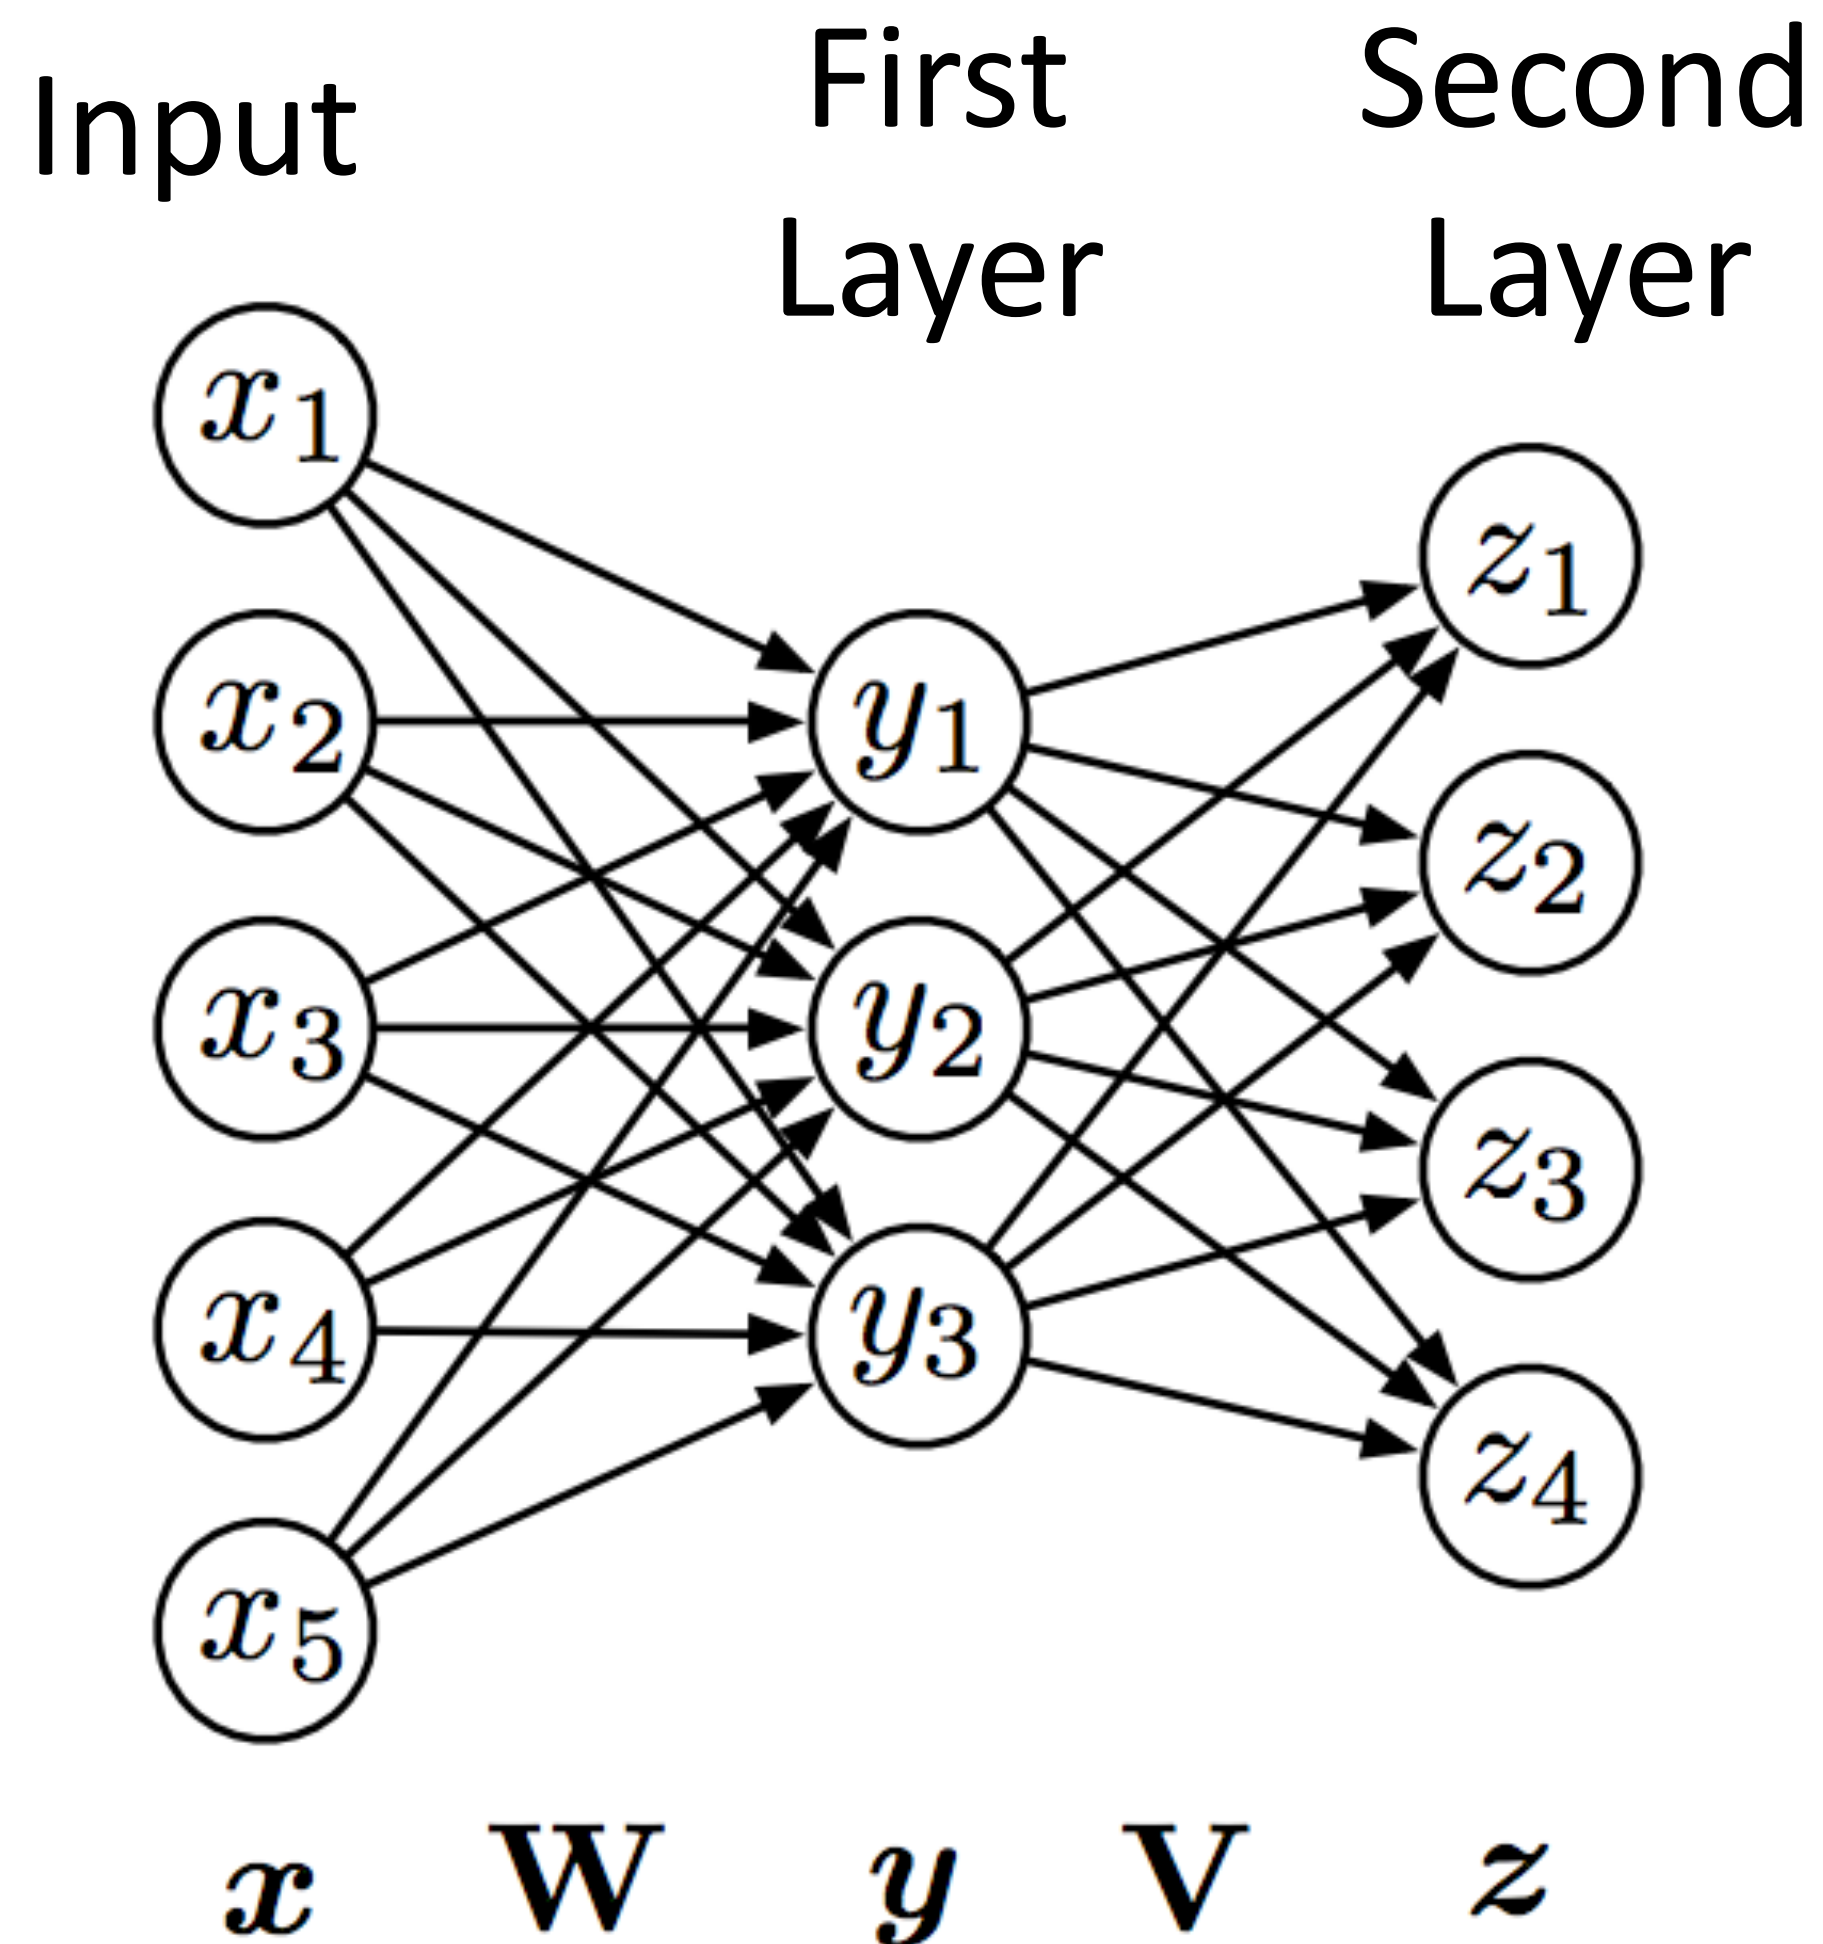 Input
First
Layer
Second
Layer
x1
x2
x3
x4
x5
y1
y2
y3
z1
z2
z3
z4
x W y V z